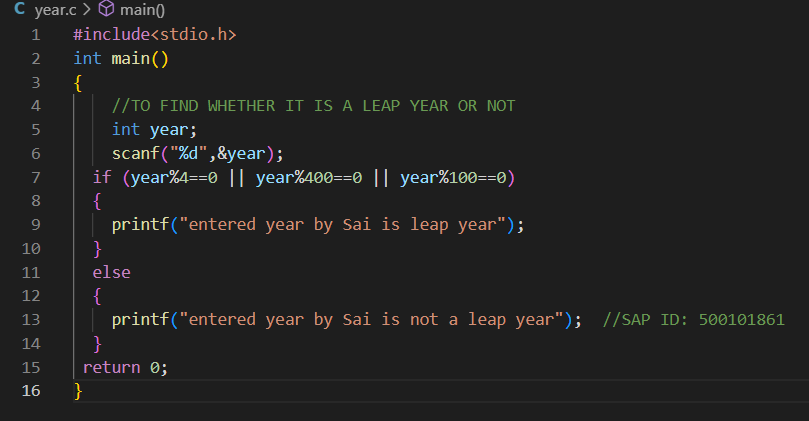 C year.c > main()
1 #include<stdio.h>
2 int main()
3 {
4 //TO FIND WHETHER IT IS A LEAP YEAR OR NOT
5 int year;
6 scanf("%d",&year);
7 if (year%4==0 || year%400==0 || year%100==0)
8 {
9 printf("entered year by Sai is leap year");
10 }
11 else
12 {
13 printf("entered year by Sai is not a leap year"); //SAP ID: 500101861
14 }
15 return 0;
16 }